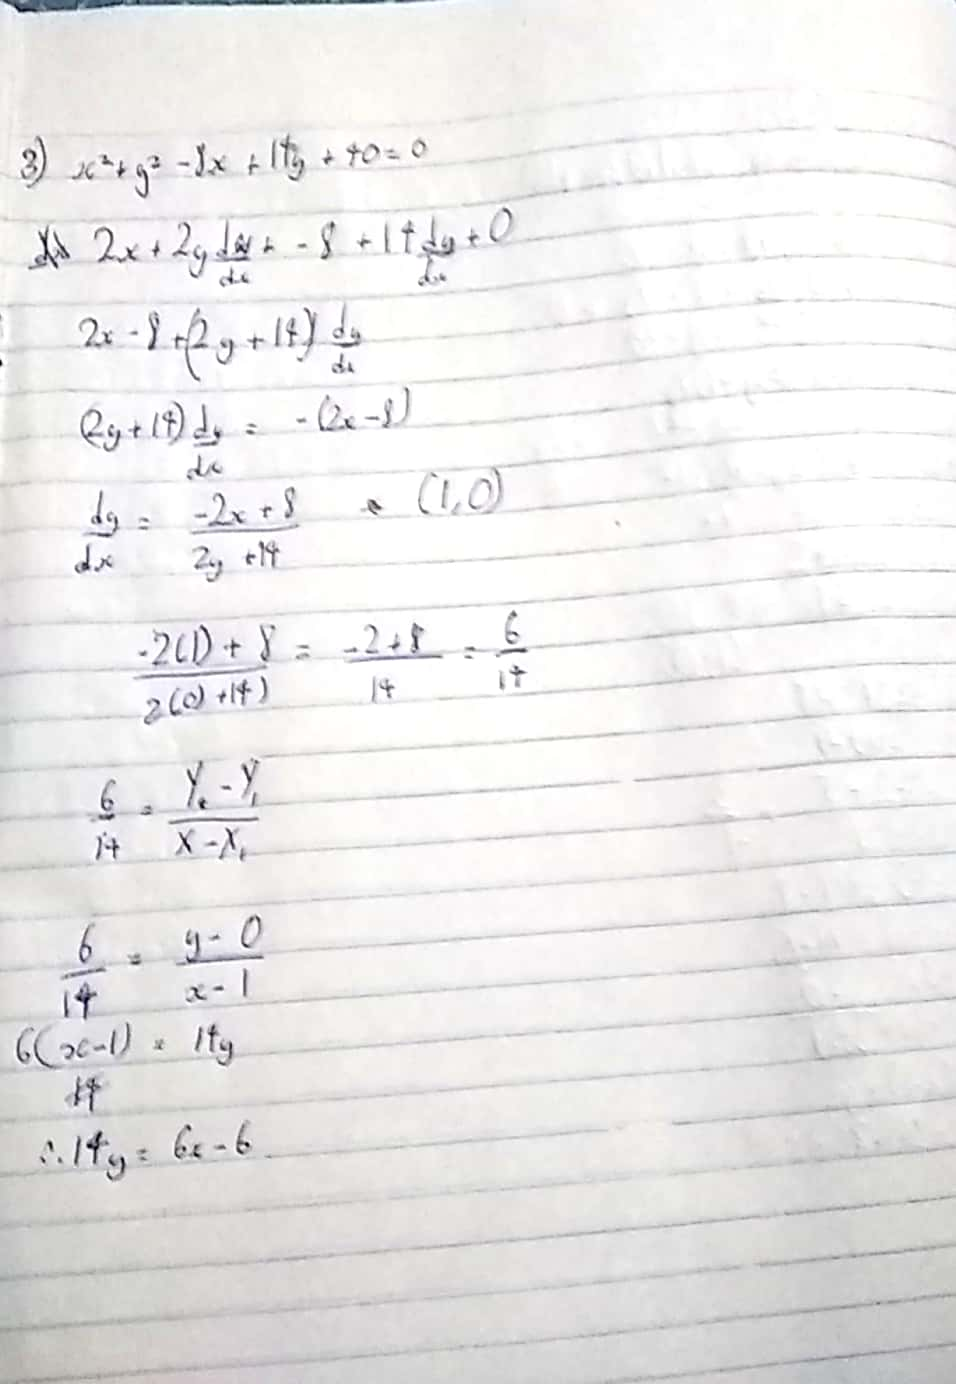 3) x² + y² - 8x + 14y + 40 = 0
2x + 2y dy/dx + - 8 + 14 dy/dx + 0
2x - 8 + (2y + 14) dy/dx
(2y + 14) dy/dx = - (2x - 8)
dy/dx = -2x + 8 / 2y + 14 (1,0)
-2(1) + 8 / 2(0) + 14) = -2 + 8 / 14 = 6/14
6/14 = Y - Y₁ / X - X₁
6/14 = y - 0 / x - 1
6(x - 1) = 14y
14
∴ 14y = 6x - 6